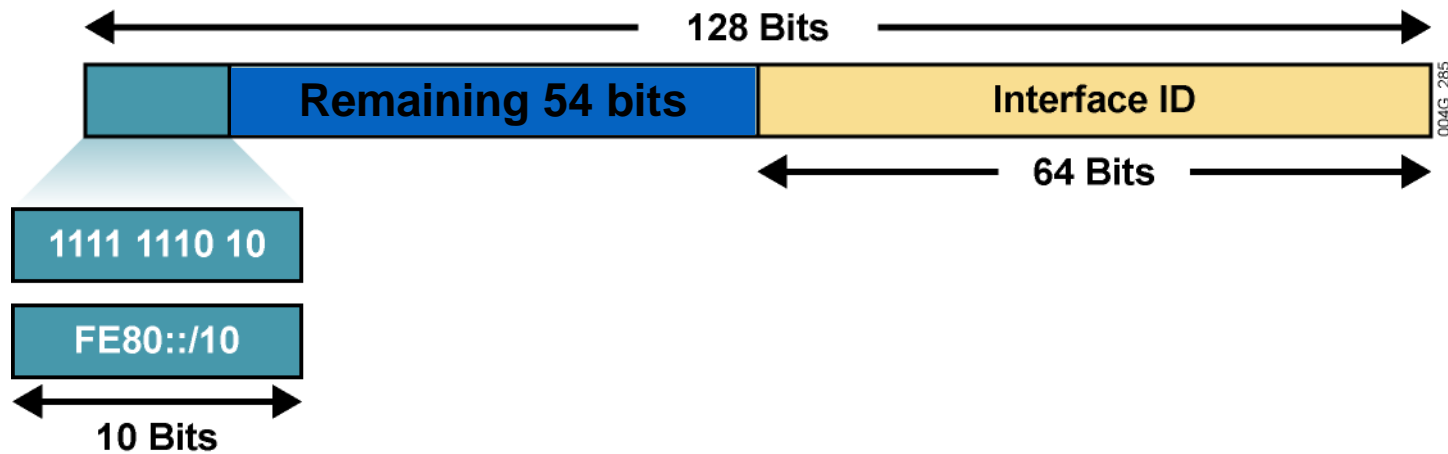 128 Bits
Remaining 54 bits
Interface ID
004G_285
64 Bits
1111 1110 10
FE80::/10
10 Bits